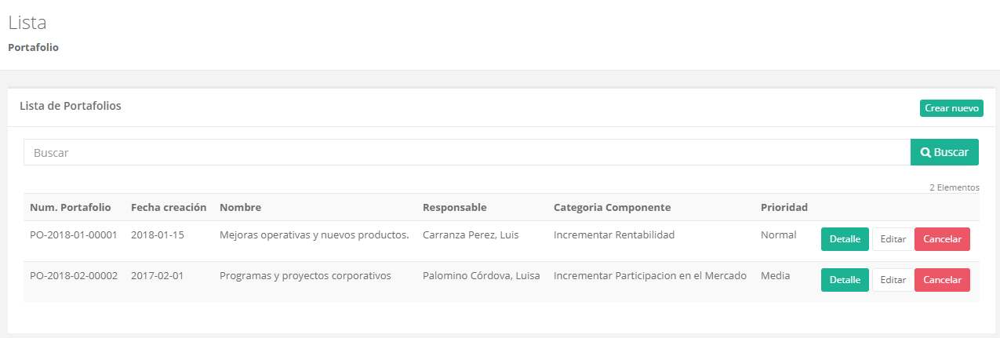 Lista
Portafolio
Lista de Portafolios
Crear nuevo
Buscar
Buscar
2 Elementos
Num. Portafolio Fecha creación Nombre Responsable Categoria Componente Prioridad
PO-2018-01-00001 2018-01-15 Mejoras operativas y nuevos productos. Carranza Perez, Luis Incrementar Rentabilidad Normal Detalle Editar Cancelar
PO-2018-02-00002 2017-02-01 Programas y proyectos corporativos Palomino Córdova, Luisa Incrementar Participacion en el Mercado Media Detalle Editar Cancelar